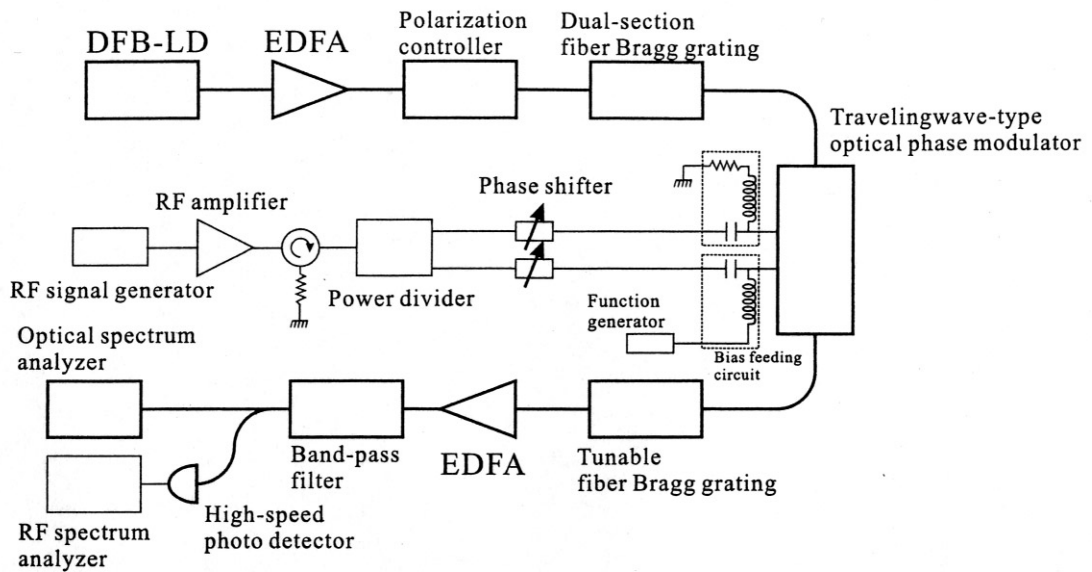 DFB-LD
EDFA
Polarization
controller
Dual-section
fiber Bragg grating
Travelingwave-type
optical phase modulator
Phase shifter
RF amplifier
RF signal generator
Power divider
Function
generator
Bias feeding
circuit
Optical spectrum
analyzer
Band-pass
filter
EDFA
Tunable
fiber Bragg grating
High-speed
photo detector
RF spectrum
analyzer